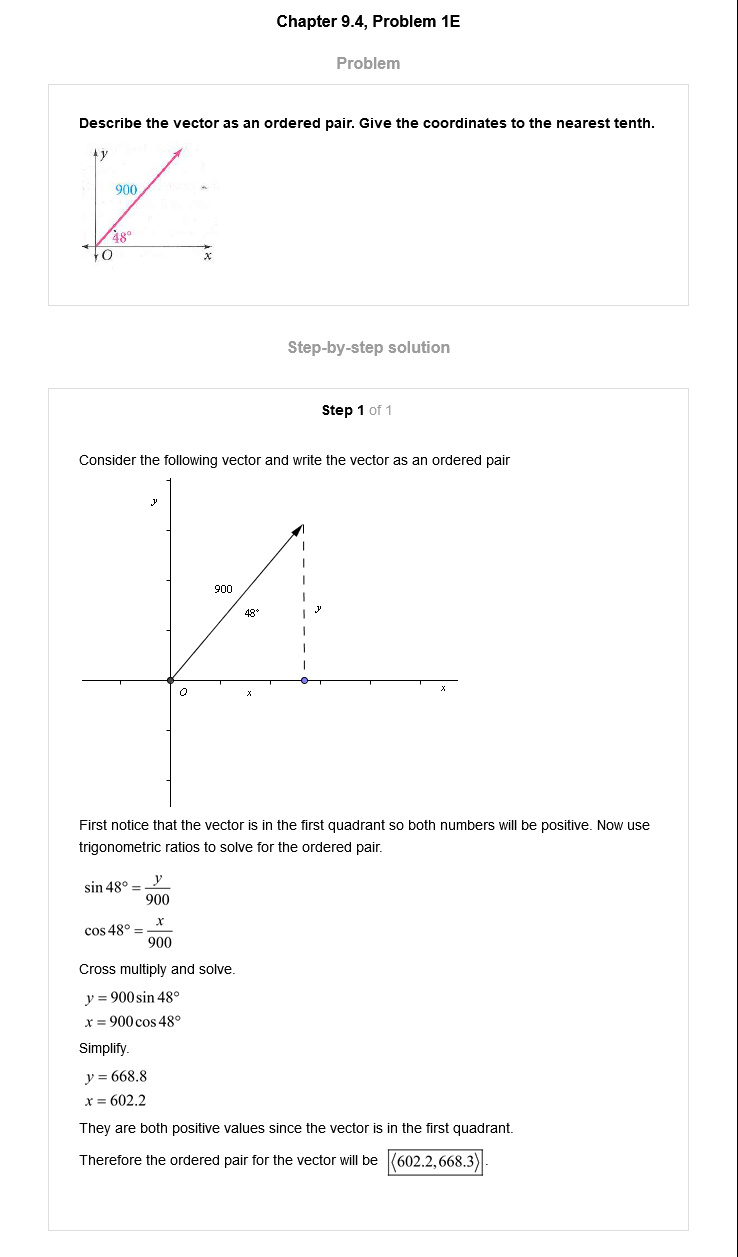 Chapter 9.4, Problem 1E
Problem
Describe the vector as an ordered pair. Give the coordinates to the nearest tenth.
y
900
48°
O
x
Step-by-step solution
Step 1 of 1
Consider the following vector and write the vector as an ordered pair
y
900
48°
y
O
x
x
First notice that the vector is in the first quadrant so both numbers will be positive. Now use
trigonometric ratios to solve for the ordered pair.
sin 48° = y/900
cos 48° = x/900
Cross multiply and solve.
y = 900 sin 48°
x = 900 cos 48°
Simplify.
y = 668.8
x = 602.2
They are both positive values since the vector is in the first quadrant.
Therefore the ordered pair for the vector will be ⟨602.2, 668.3⟩.